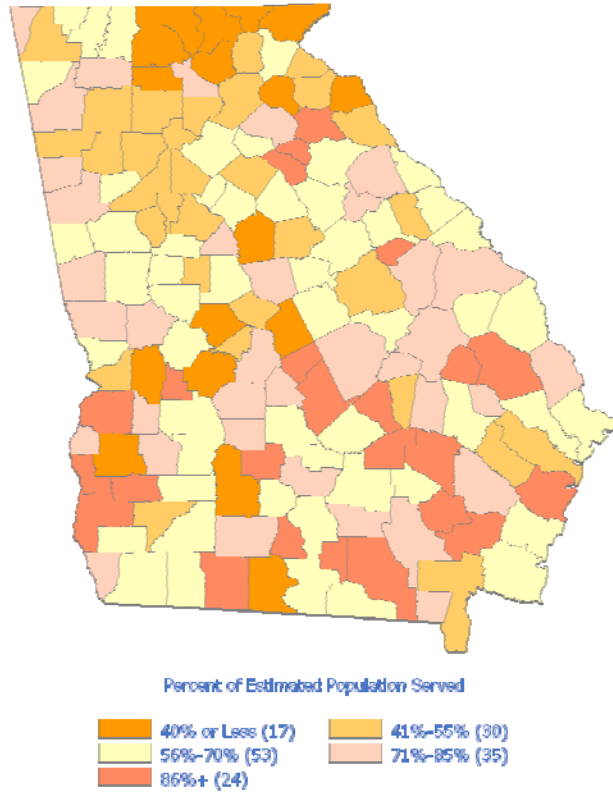 Percent of Estimated Population Served
40% or Less (17)
41%-55% (30)
56%-70% (53)
71%-85% (35)
86%+ (24)